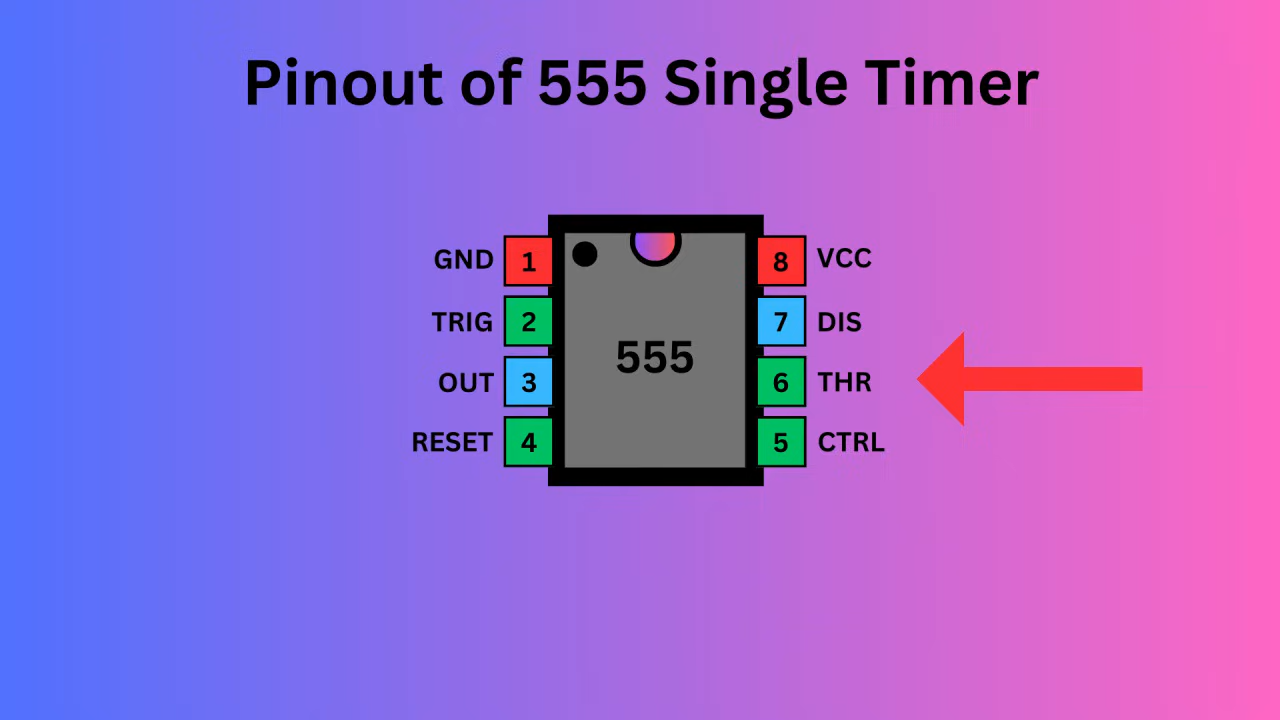 Pinout of 555 Single Timer
GND 1 8 VCC
TRIG 2 7 DIS
555
OUT 3 6 THR
RESET 4 5 CTRL